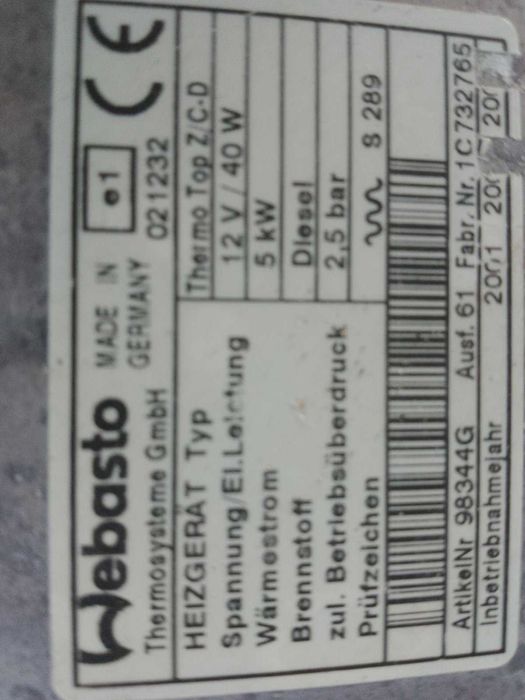 Webasto MADE IN GERMANY e1 CE
Thermosysteme GmbH 021232
HEIZGERÄT Typ Thermo Top Z/C-D
Spannung/El.Leistung 12 V / 40 W
Wärmestrom 5 kW
Brennstoff Diesel
zul. Betriebsüberdruck 2,5 bar
Prüfzeichen S 289
ArtikelNr 98344G Ausf. 61 Fabr. Nr. 1C732765
Inbetriebnahmejahr 2001